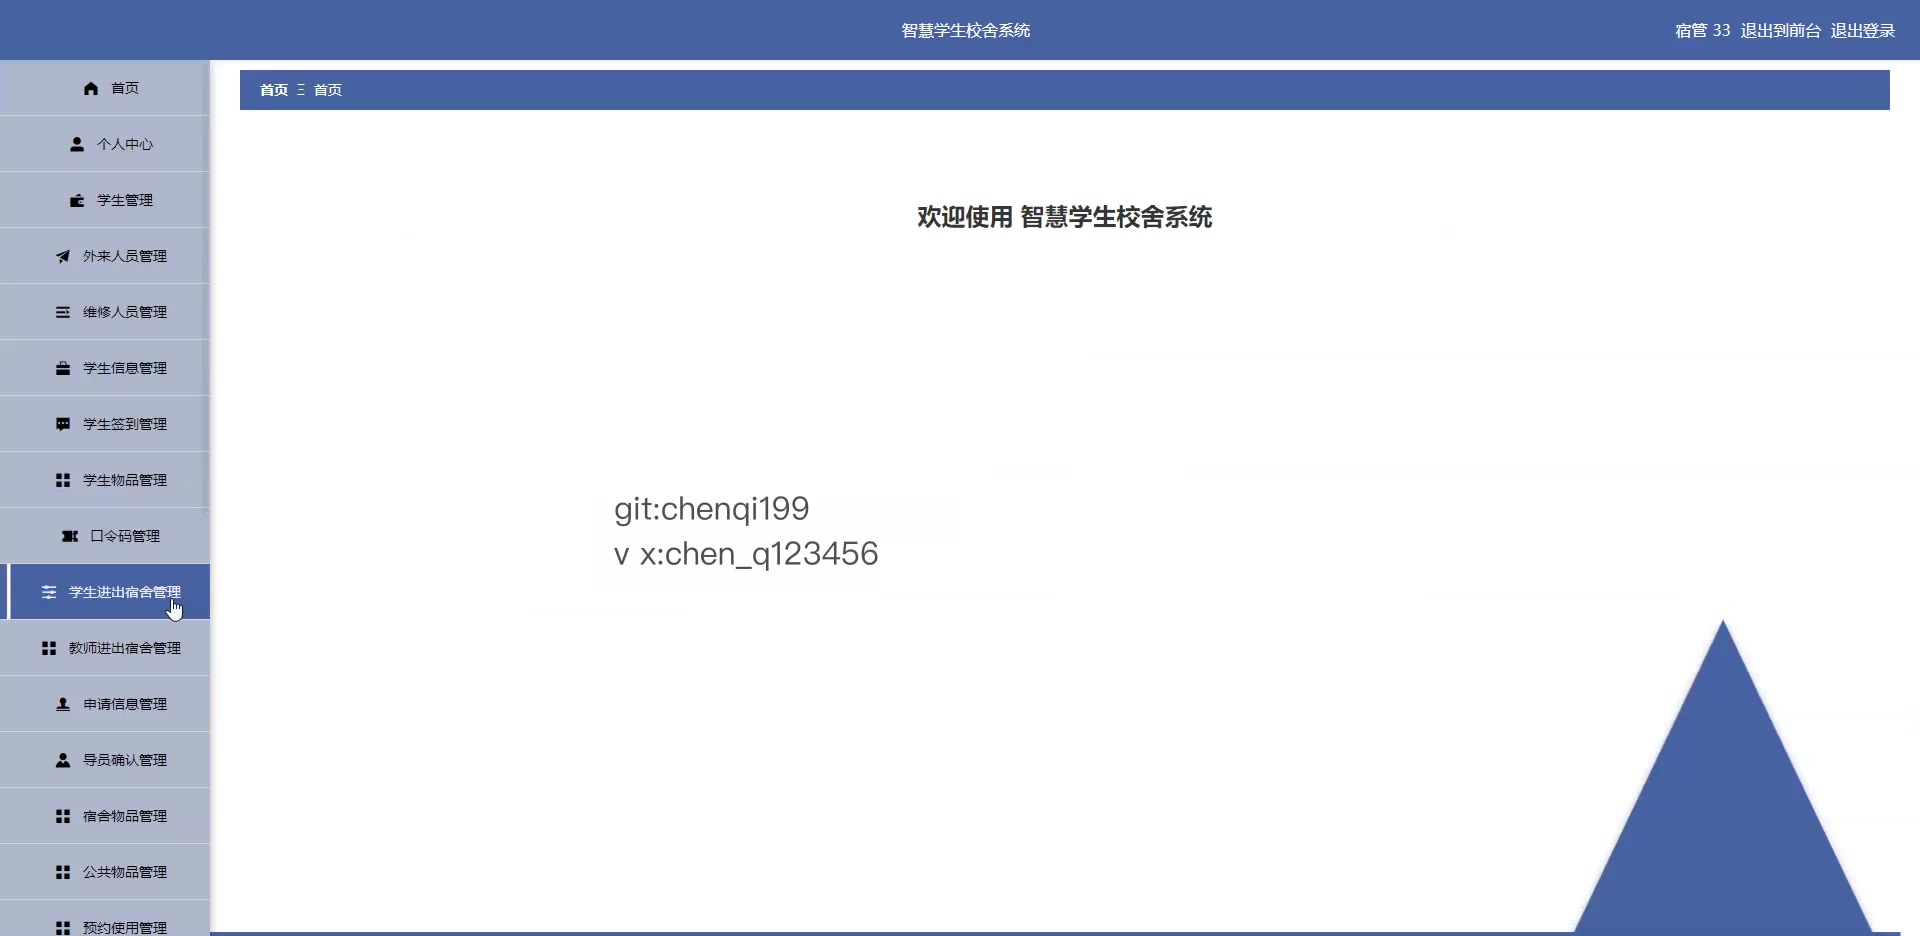 智慧学生校舍系统
宿管 33 退出到前台 退出登录
首页
个人中心
学生管理
外来人员管理
维修人员管理
学生信息管理
学生签到管理
学生物品管理
口令码管理
学生进出宿舍管理
教师进出宿舍管理
申请信息管理
导员确认管理
宿舍物品管理
公共物品管理
预约使用管理
首页 Ξ 首页
欢迎使用 智慧学生校舍系统
git:chenqi199
v x:chen_q123456